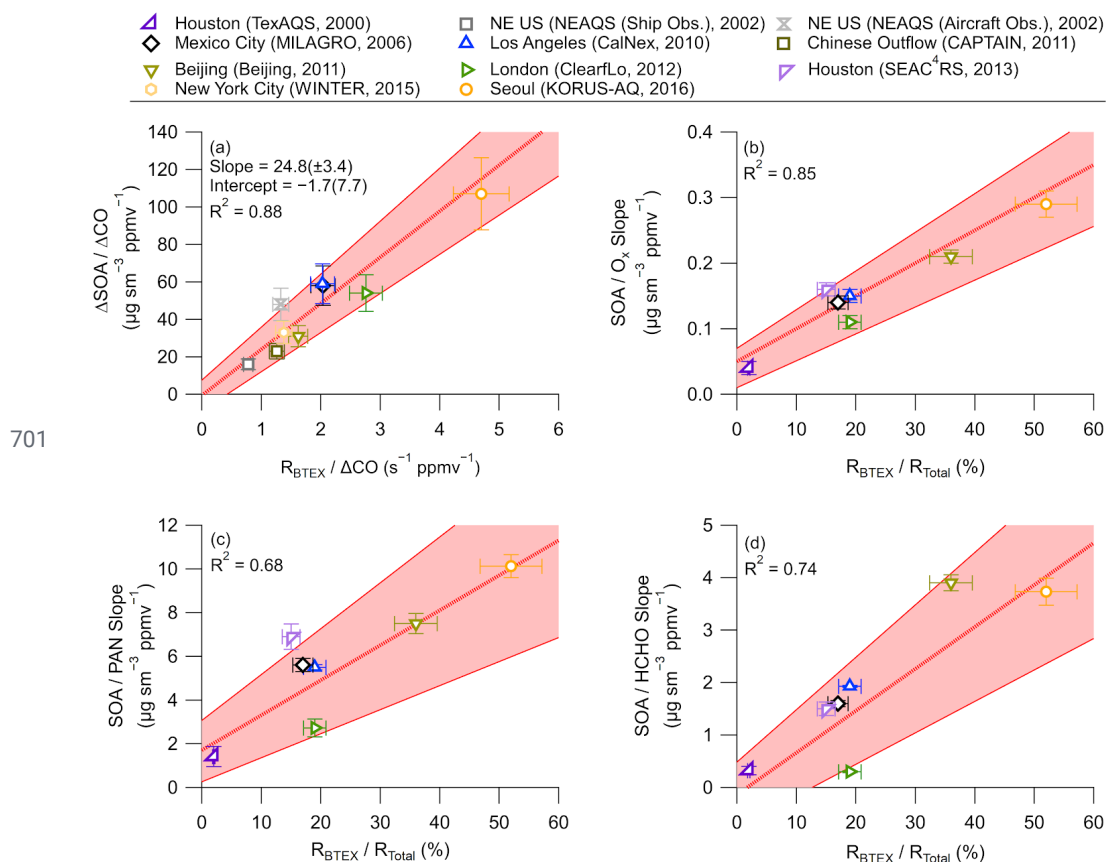 Houston (TexAQS, 2000) NE US (NEAQS (Ship Obs.), 2002) NE US (NEAQS (Aircraft Obs.), 2002
Mexico City (MILAGRO, 2006) Los Angeles (CalNex, 2010) Chinese Outflow (CAPTAIN, 2011)
Beijing (Beijing, 2011) London (ClearfLo, 2012) Houston (SEAC⁴RS, 2013)
New York City (WINTER, 2015) Seoul (KORUS-AQ, 2016)
701
(a)
Slope = 24.8(±3.4)
Intercept = −1.7(7.7)
R² = 0.88
ΔSOA / ΔCO
(µg sm⁻³ ppmv⁻¹)
140
120
100
80
60
40
20
0
0 1 2 3 4 5 6
R_BTEX / ΔCO (s⁻¹ ppmv⁻¹)
(b)
R² = 0.85
SOA / Oₓ Slope
(µg sm⁻³ ppmv⁻¹)
0.4
0.3
0.2
0.1
0.0
0 10 20 30 40 50 60
R_BTEX / R_Total (%)
(c)
R² = 0.68
SOA / PAN Slope
(µg sm⁻³ ppmv⁻¹)
12
10
8
6
4
2
0
0 10 20 30 40 50 60
R_BTEX / R_Total (%)
(d)
R² = 0.74
SOA / HCHO Slope
(µg sm⁻³ ppmv⁻¹)
5
4
3
2
1
0
0 10 20 30 40 50 60
R_BTEX / R_Total (%)